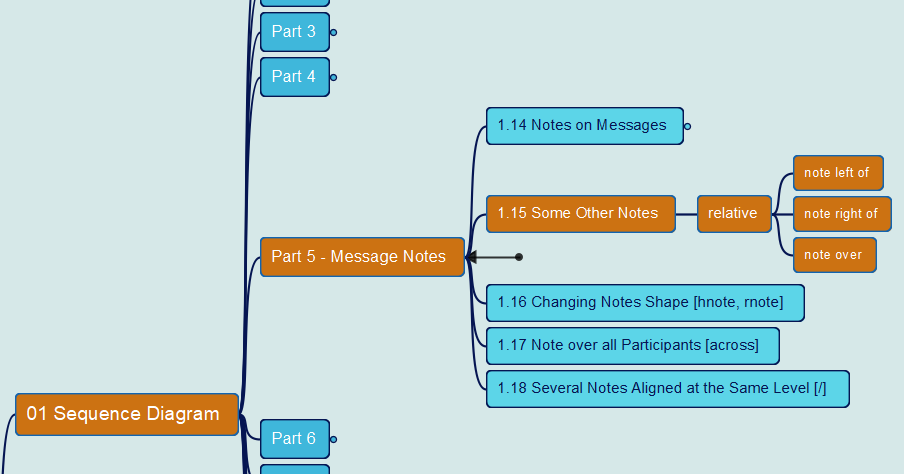 Part 3
Part 4
1.14 Notes on Messages
note left of
1.15 Some Other Notes
relative
note right of
note over
Part 5 - Message Notes
1.16 Changing Notes Shape [hnote, rnote]
1.17 Note over all Participants [across]
1.18 Several Notes Aligned at the Same Level [/]
01 Sequence Diagram
Part 6